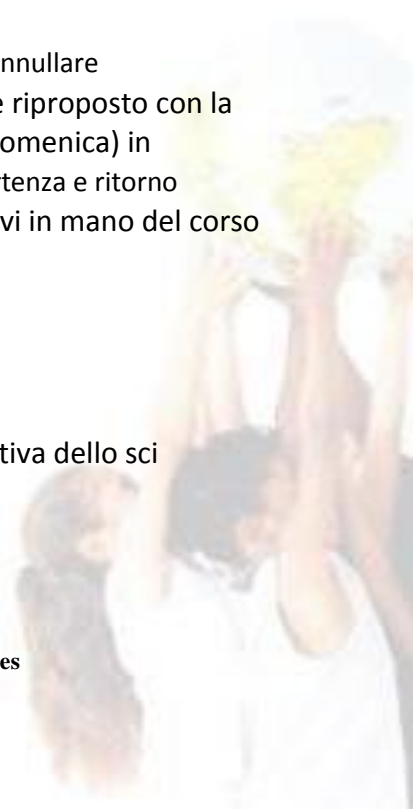 nnullare
e riproposto con la
omenica) in
rtenza e ritorno
vi in mano del corso
tiva dello sci
es